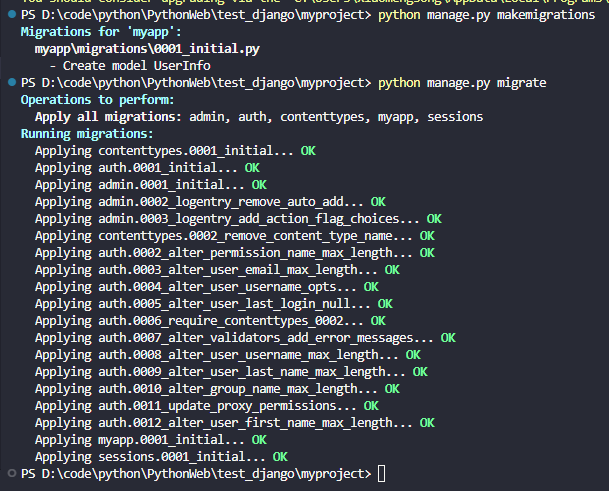 PS D:\code\python\PythonWeb\test_django\myproject> python manage.py makemigrations
Migrations for 'myapp':
myapp\migrations\0001_initial.py
- Create model UserInfo
PS D:\code\python\PythonWeb\test_django\myproject> python manage.py migrate
Operations to perform:
Apply all migrations: admin, auth, contenttypes, myapp, sessions
Running migrations:
Applying contenttypes.0001_initial... OK
Applying auth.0001_initial... OK
Applying admin.0001_initial... OK
Applying admin.0002_logentry_remove_auto_add... OK
Applying admin.0003_logentry_add_action_flag_choices... OK
Applying contenttypes.0002_remove_content_type_name... OK
Applying auth.0002_alter_permission_name_max_length... OK
Applying auth.0003_alter_user_email_max_length... OK
Applying auth.0004_alter_user_username_opts... OK
Applying auth.0005_alter_user_last_login_null... OK
Applying auth.0006_require_contenttypes_0002... OK
Applying auth.0007_alter_validators_add_error_messages... OK
Applying auth.0008_alter_user_username_max_length... OK
Applying auth.0009_alter_user_last_name_max_length... OK
Applying auth.0010_alter_group_name_max_length... OK
Applying auth.0011_update_proxy_permissions... OK
Applying auth.0012_alter_user_first_name_max_length... OK
Applying myapp.0001_initial... OK
Applying sessions.0001_initial... OK
PS D:\code\python\PythonWeb\test_django\myproject>